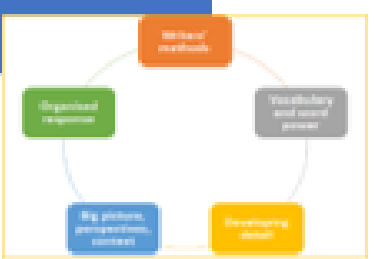 Writers'
methods
Vocabulary
and word
power
Developing
detail
Big picture,
perspectives,
context
Organised
response